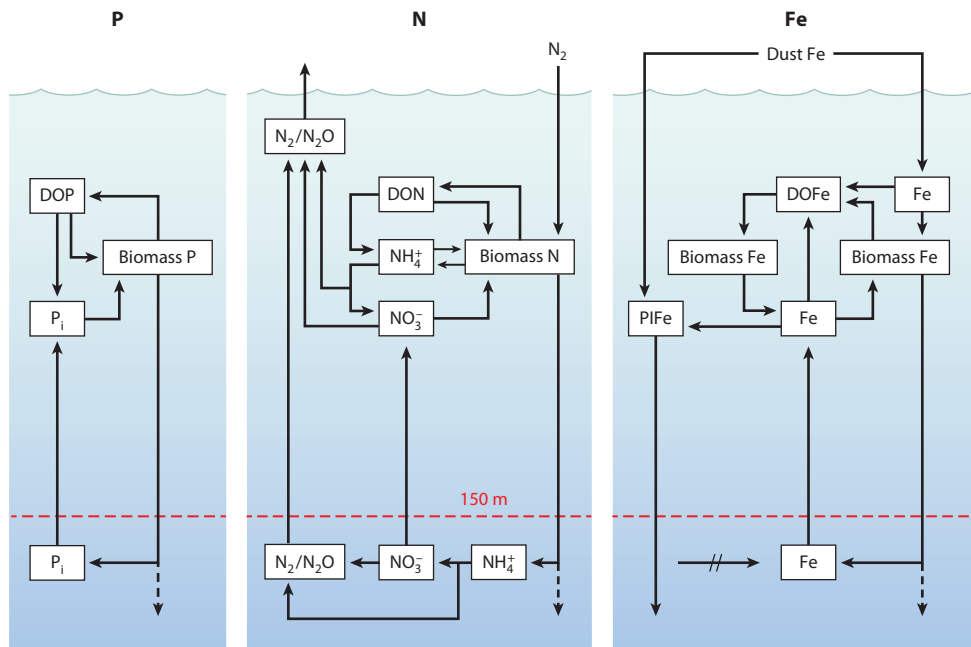 P
N
Fe
N₂
Dust Fe
N₂/N₂O
DOP
DON
DOFe
Fe
Biomass P
NH₄⁺
Biomass N
Biomass Fe
Biomass Fe
Pᵢ
NO₃⁻
PIFe
Fe
150 m
Pᵢ
N₂/N₂O
NO₃⁻
NH₄⁺
Fe